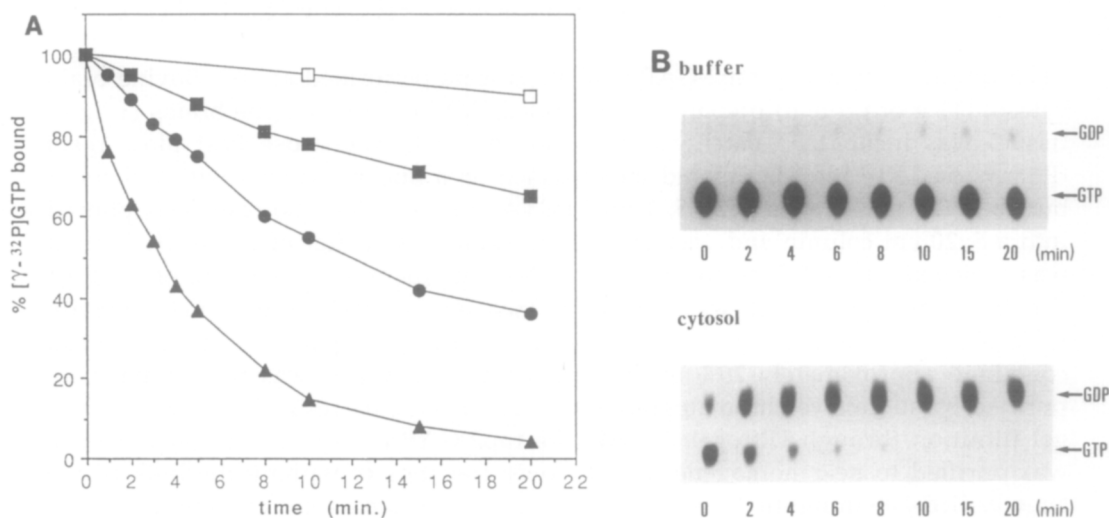 A
% [γ-³²P]GTP bound
100
80
60
40
20
0
0 2 4 6 8 10 12 14 16 18 20 22
time (min.)
B buffer
GDP
GTP
0 2 4 6 8 10 15 20 (min)
cytosol
GDP
GTP
0 2 4 6 8 10 15 20 (min)